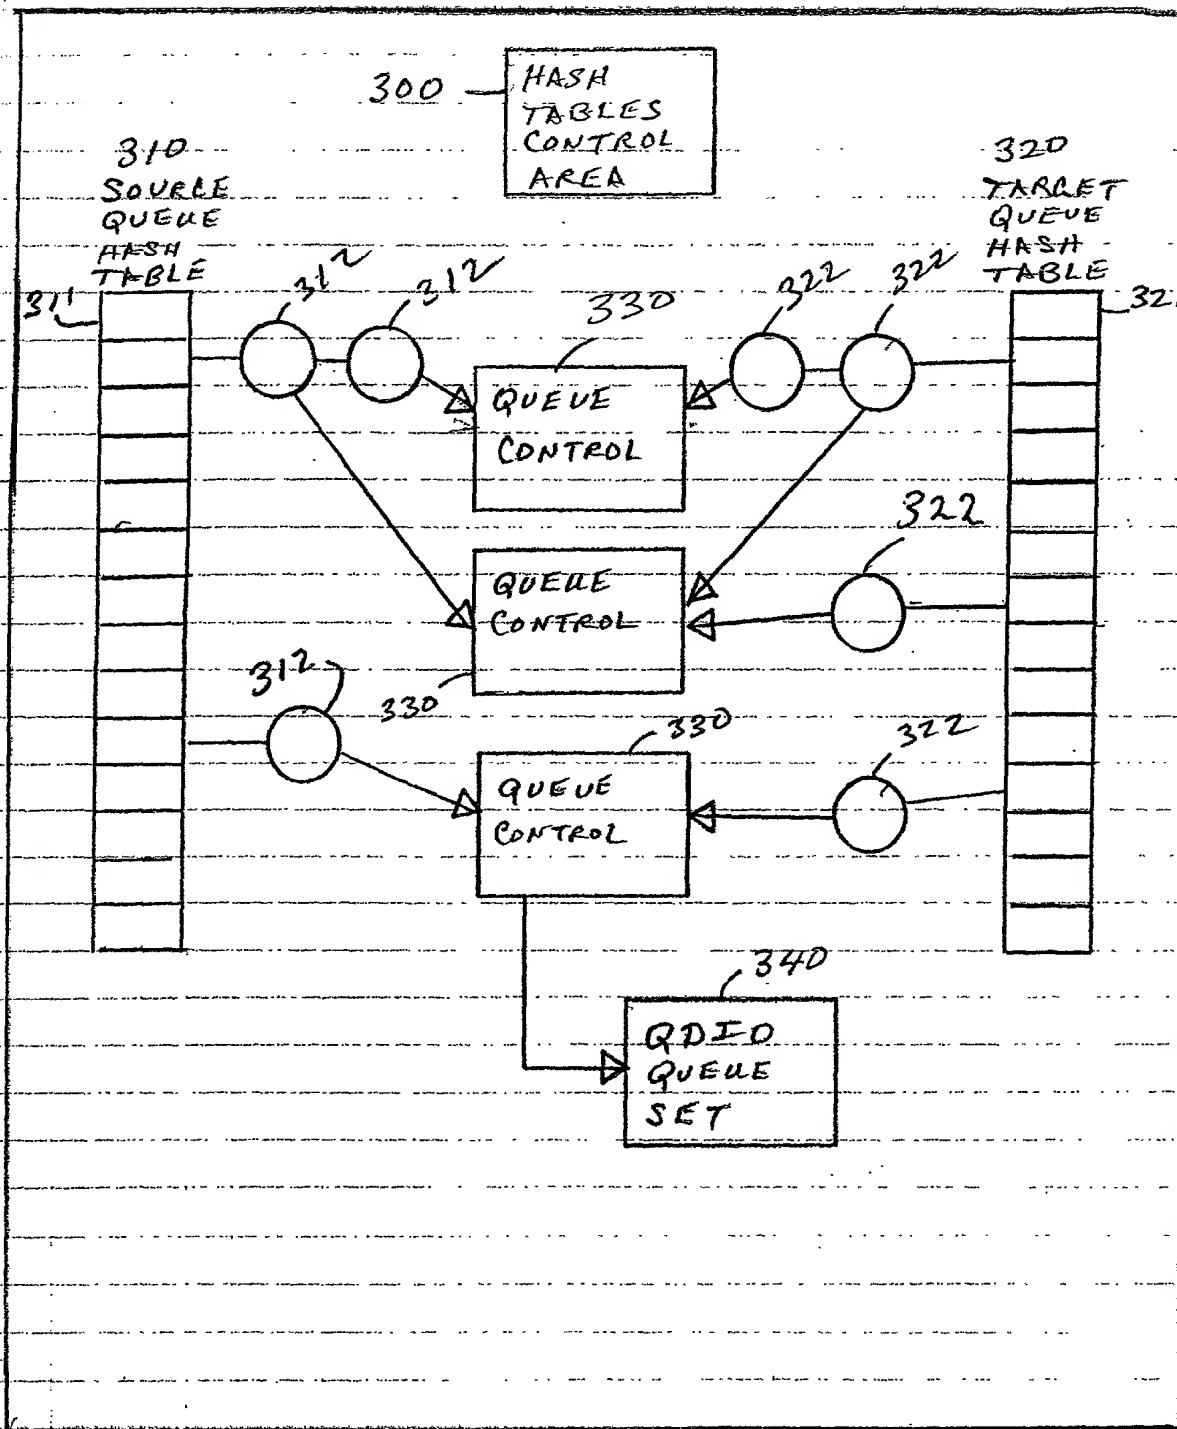 300
HASH
TABLES
CONTROL
AREA
310
SOURCE
QUEUE
HASH
TABLE
320
TARGET
QUEUE
HASH
TABLE
311
312
312
330
322
322
32
QUEUE
CONTROL
322
QUEUE
CONTROL
330
312
330
322
QUEUE
CONTROL
340
QDIO
QUEUE
SET